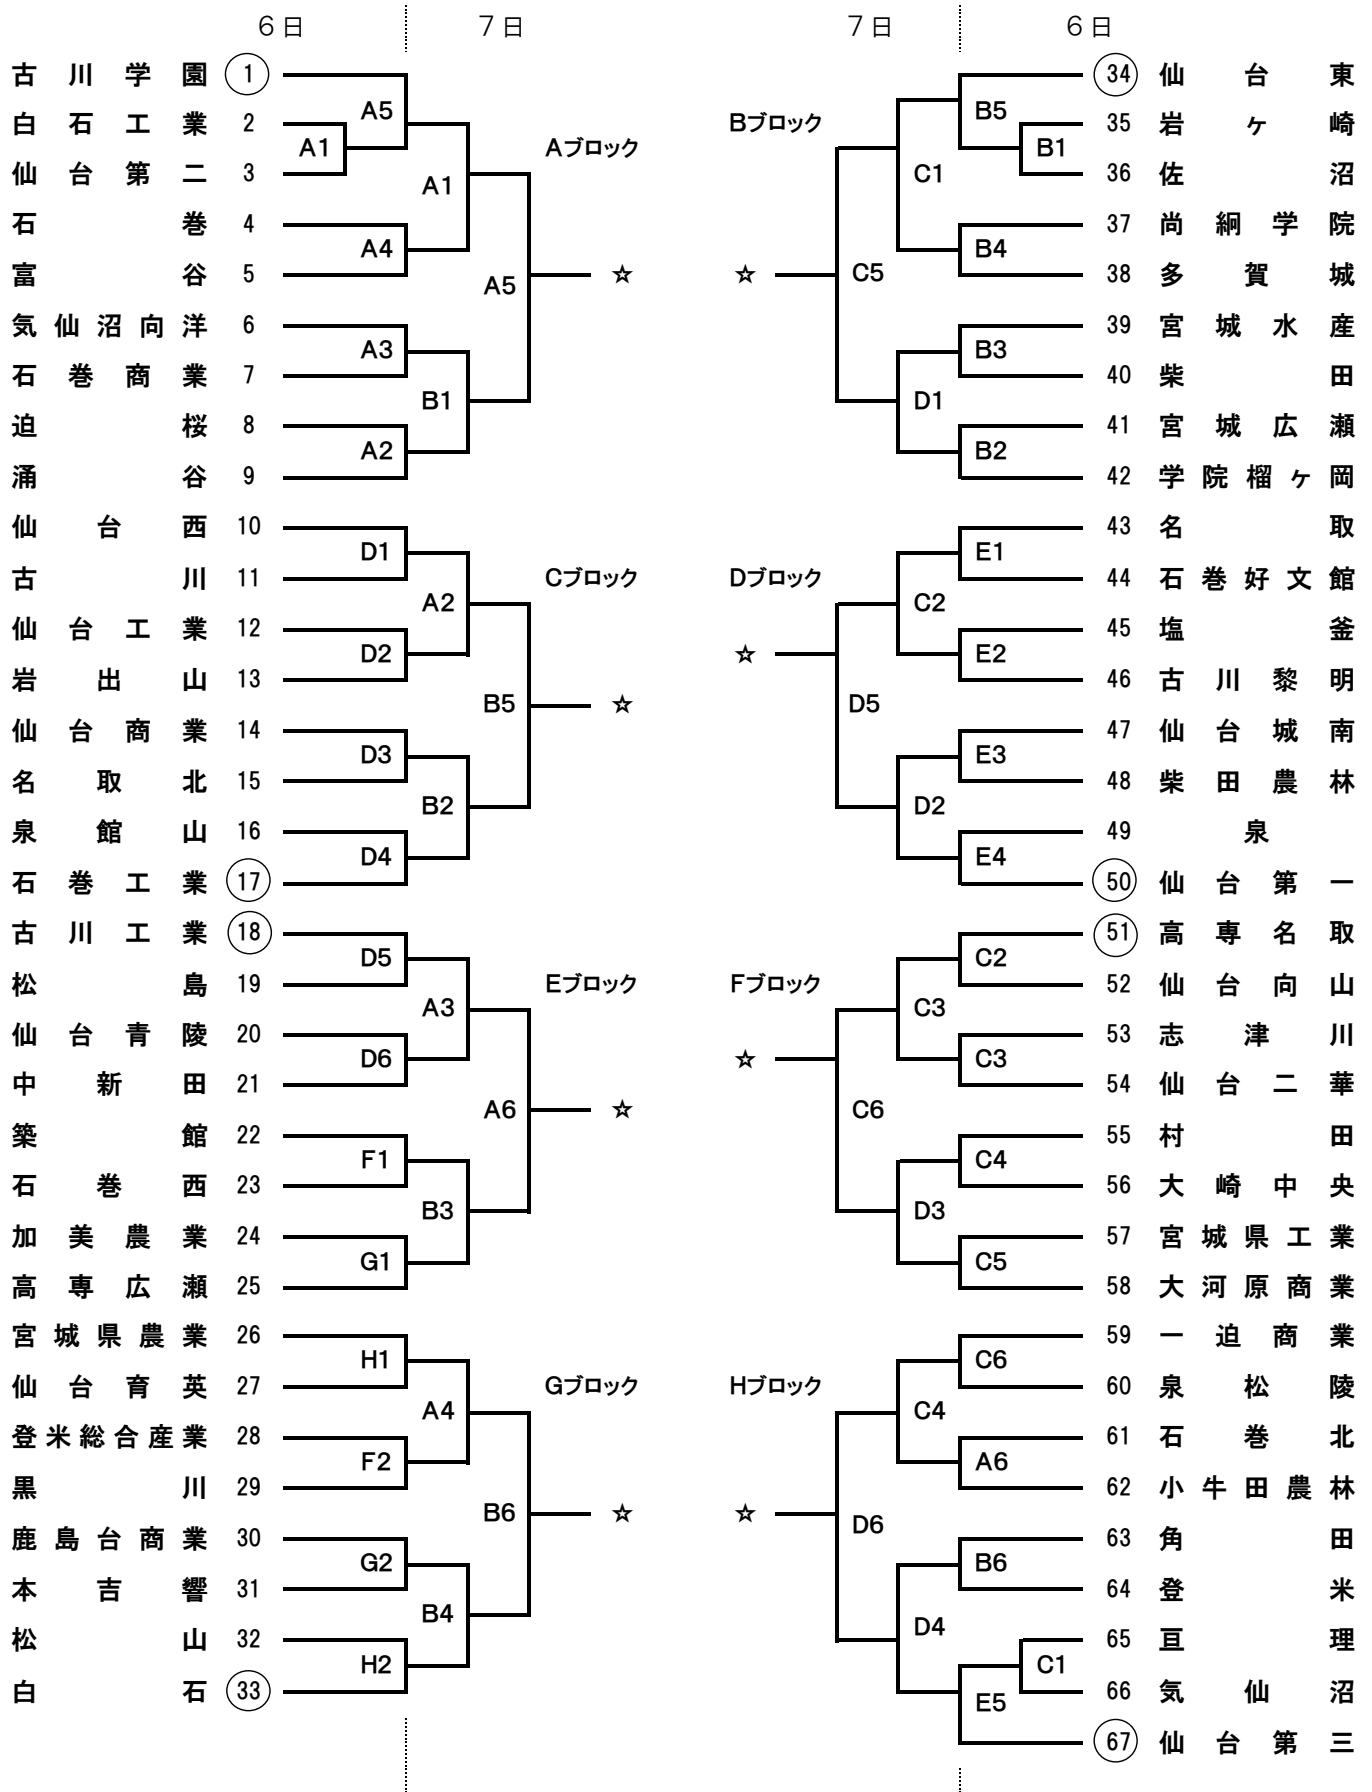 6日 7日 7日 6日
古川学園 1
白石工業 2
仙台第二 3
石巻 4
富谷 5
気仙沼向洋 6
石巻商業 7
迫桜 8
涌谷 9
仙台西 10
古川 11
仙台工業 12
岩出山 13
仙台商業 14
名取北 15
泉館山 16
石巻工業 17
古川工業 18
松島 19
仙台青陵 20
中新田 21
築館 22
石巻西 23
加美農業 24
高専広瀬 25
宮城県農業 26
仙台育英 27
登米総合産業 28
黒川 29
鹿島台商業 30
本吉響 31
松山 32
白石 33
A5
A1
A4
A3
A2
D1
D2
D3
D4
D5
D6
F1
G1
H1
F2
G2
H2
A1
B1
A2
B2
A3
B3
A4
B4
A5
B5
A6
B6
Aブロック
☆
Cブロック
☆
Eブロック
☆
Gブロック
☆
Bブロック
☆
Dブロック
☆
Fブロック
☆
Hブロック
☆
C5
D5
C6
D6
C1
D1
C2
D2
C3
D3
C4
D4
B5
B1
B4
B3
B2
E1
E2
E3
E4
C2
C3
C4
C5
C6
A6
B6
C1
E5
34 仙台東
35 岩ヶ崎
36 佐沼
37 尚絅学院
38 多賀城
39 宮城水産
40 柴田
41 宮城広瀬
42 学院榴ヶ岡
43 名取
44 石巻好文館
45 塩釜
46 古川黎明
47 仙台城南
48 柴田農林
49 泉
50 仙台第一
51 高専名取
52 仙台向山
53 志津川
54 仙台二華
55 村田
56 大崎中央
57 宮城県工業
58 大河原商業
59 一迫商業
60 泉松陵
61 石巻北
62 小牛田農林
63 角田
64 登米
65 亘理
66 気仙沼
67 仙台第三